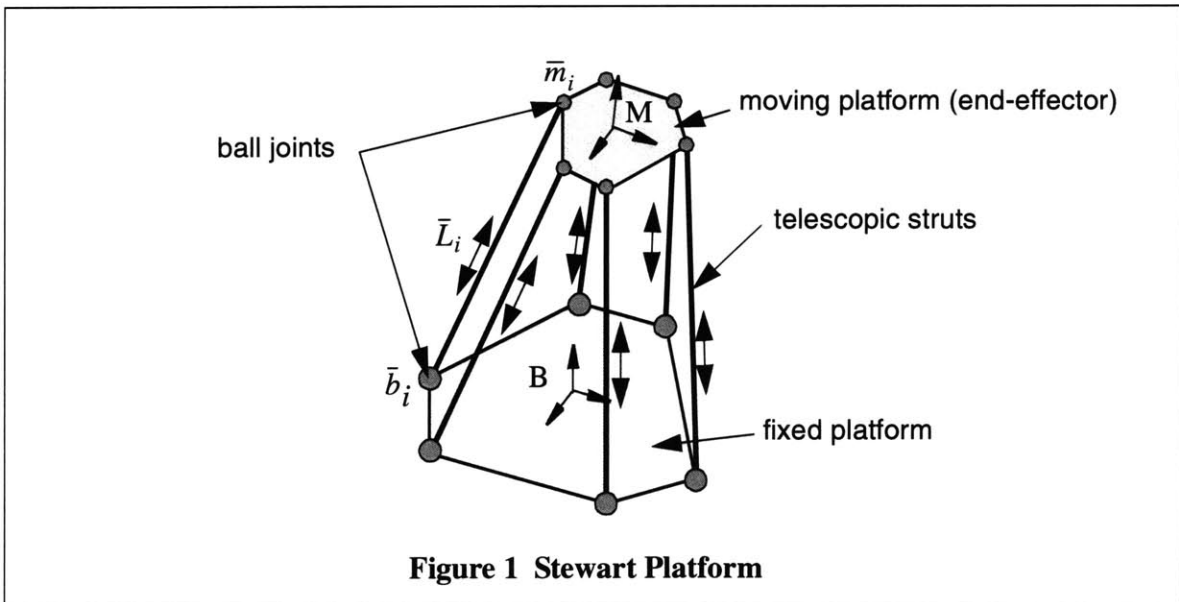 m̄ᵢ
M
moving platform (end-effector)
ball joints
L̄ᵢ
telescopic struts
b̄ᵢ
B
fixed platform
Figure 1 Stewart Platform